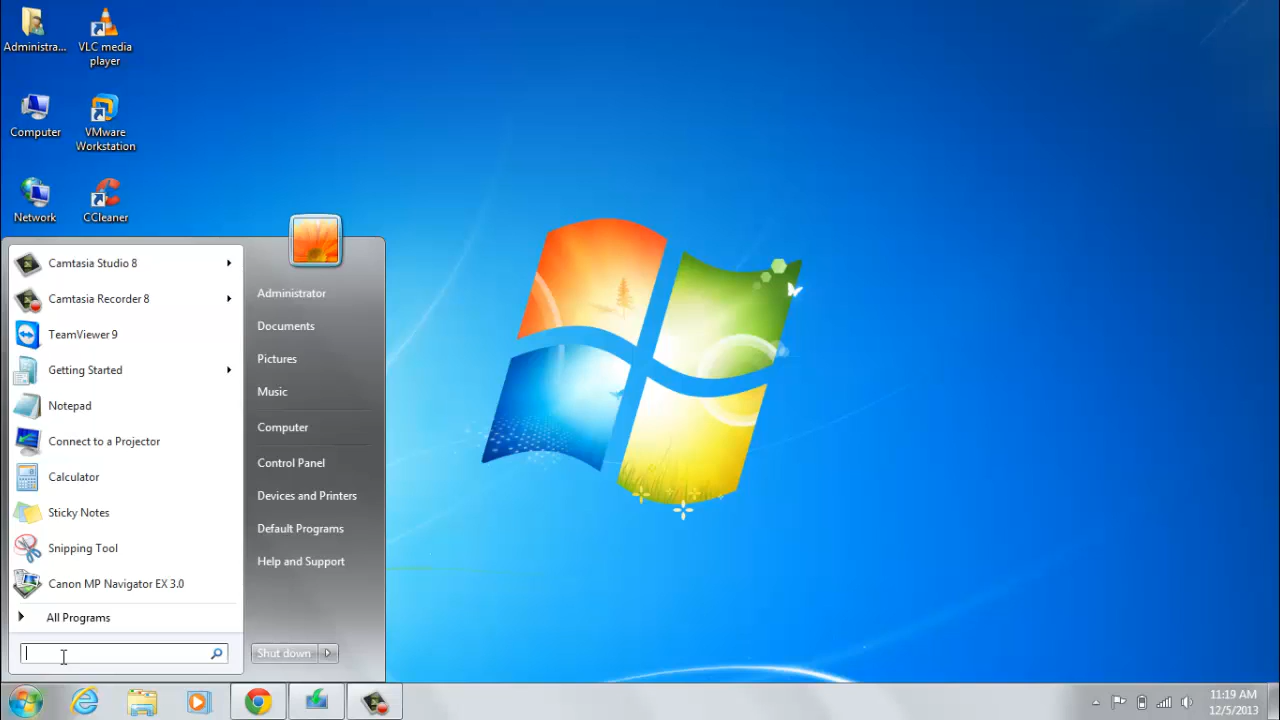 Administra...
VLC media
player
Computer
VMware
Workstation
Network
CCleaner
Camtasia Studio 8
Camtasia Recorder 8
TeamViewer 9
Getting Started
Notepad
Connect to a Projector
Calculator
Sticky Notes
Snipping Tool
Canon MP Navigator EX 3.0
All Programs
Administrator
Documents
Pictures
Music
Computer
Control Panel
Devices and Printers
Default Programs
Help and Support
Shut down
11:19 AM
12/5/2013